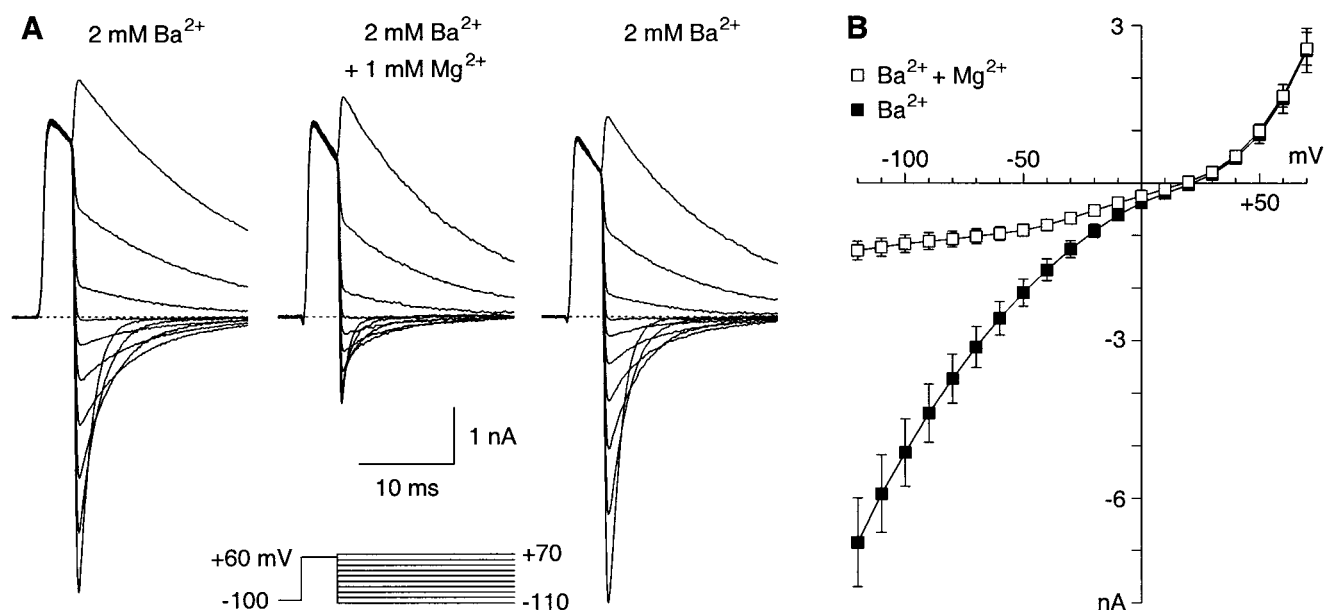 A
2 mM Ba²⁺
2 mM Ba²⁺
+ 1 mM Mg²⁺
2 mM Ba²⁺
1 nA
10 ms
+60 mV
-100
+70
-110
B
3
□ Ba²⁺ + Mg²⁺
■ Ba²⁺
-100
-50
mV
+50
-3
-6
nA